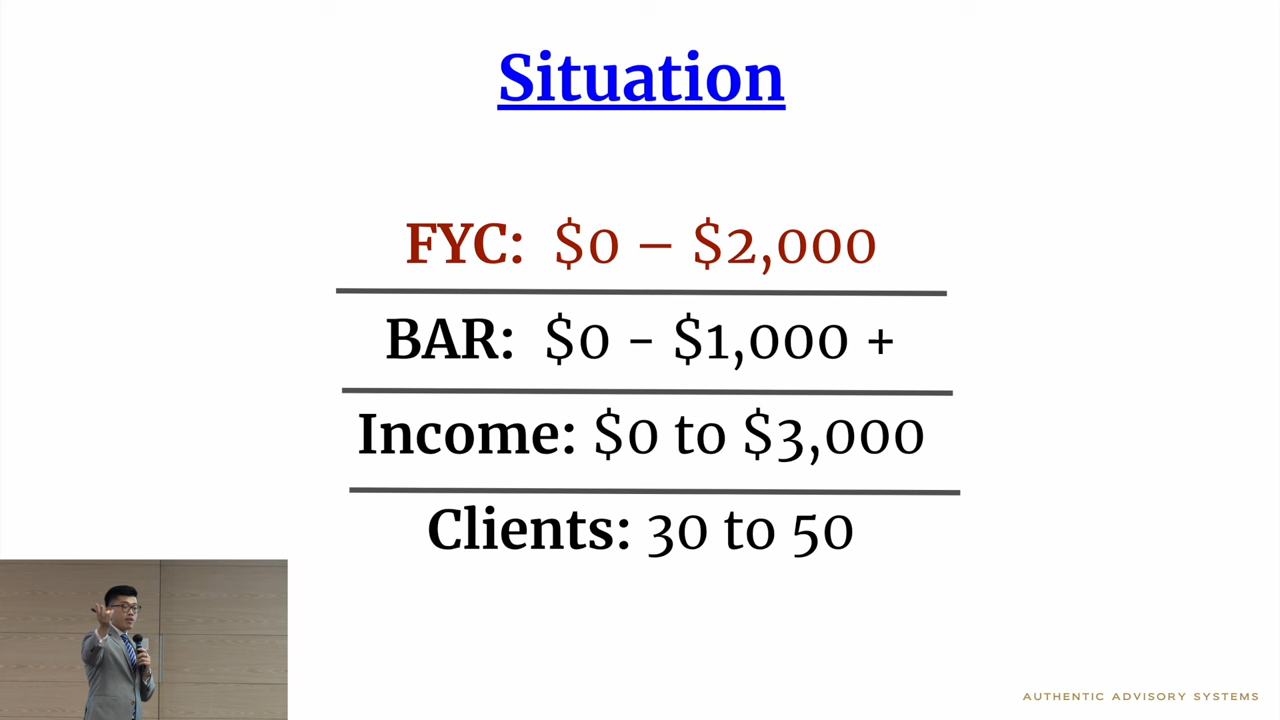 Situation
FYC: $0 – $2,000
BAR: $0 - $1,000 +
Income: $0 to $3,000
Clients: 30 to 50
AUTHENTIC ADVISORY SYSTEMS